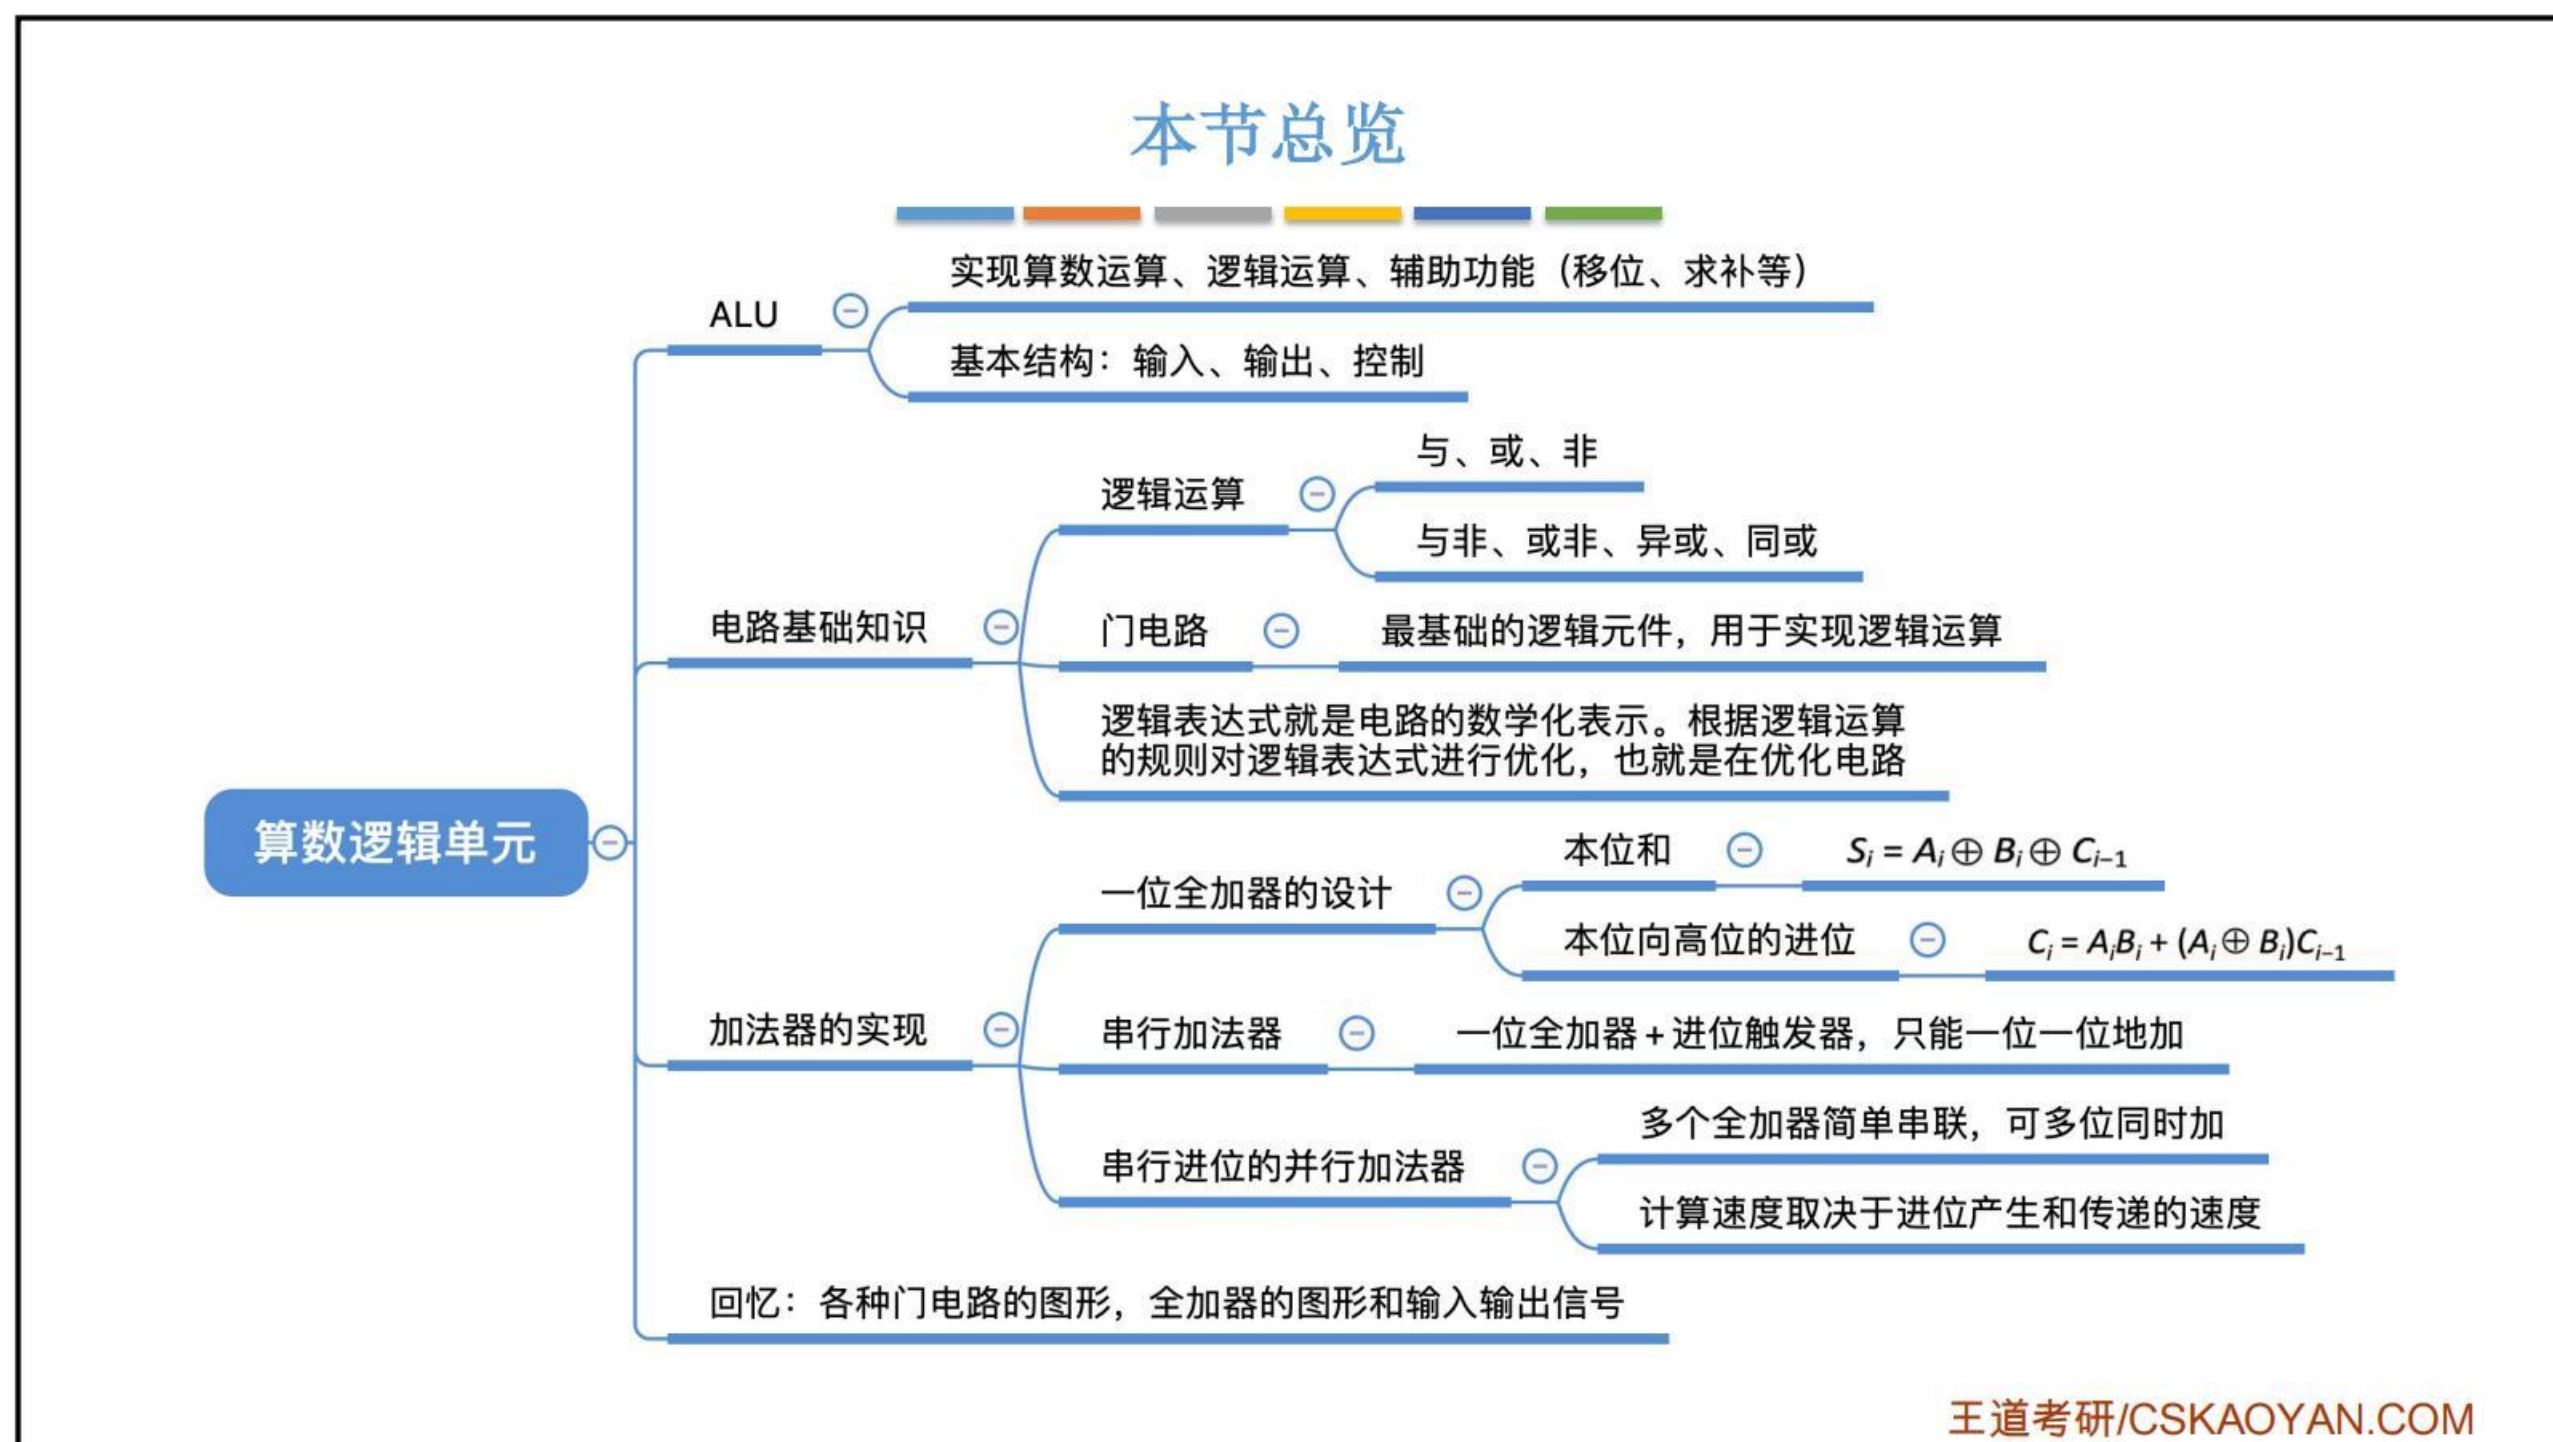 本节总览
实现算数运算、逻辑运算、辅助功能（移位、求补等）
ALU
基本结构：输入、输出、控制
与、或、非
逻辑运算
与非、或非、异或、同或
电路基础知识
门电路
最基础的逻辑元件，用于实现逻辑运算
逻辑表达式就是电路的数学化表示。根据逻辑运算
的规则对逻辑表达式进行优化，也就是在优化电路
算数逻辑单元
本位和
Sᵢ = Aᵢ ⊕ Bᵢ ⊕ Cᵢ₋₁
一位全加器的设计
本位向高位的进位
Cᵢ = AᵢBᵢ + (Aᵢ ⊕ Bᵢ)Cᵢ₋₁
加法器的实现
串行加法器
一位全加器 + 进位触发器，只能一位一位地加
多个全加器简单串联，可多位同时加
串行进位的并行加法器
计算速度取决于进位产生和传递的速度
回忆：各种门电路的图形，全加器的图形和输入输出信号
王道考研/CSKAOYAN.COM